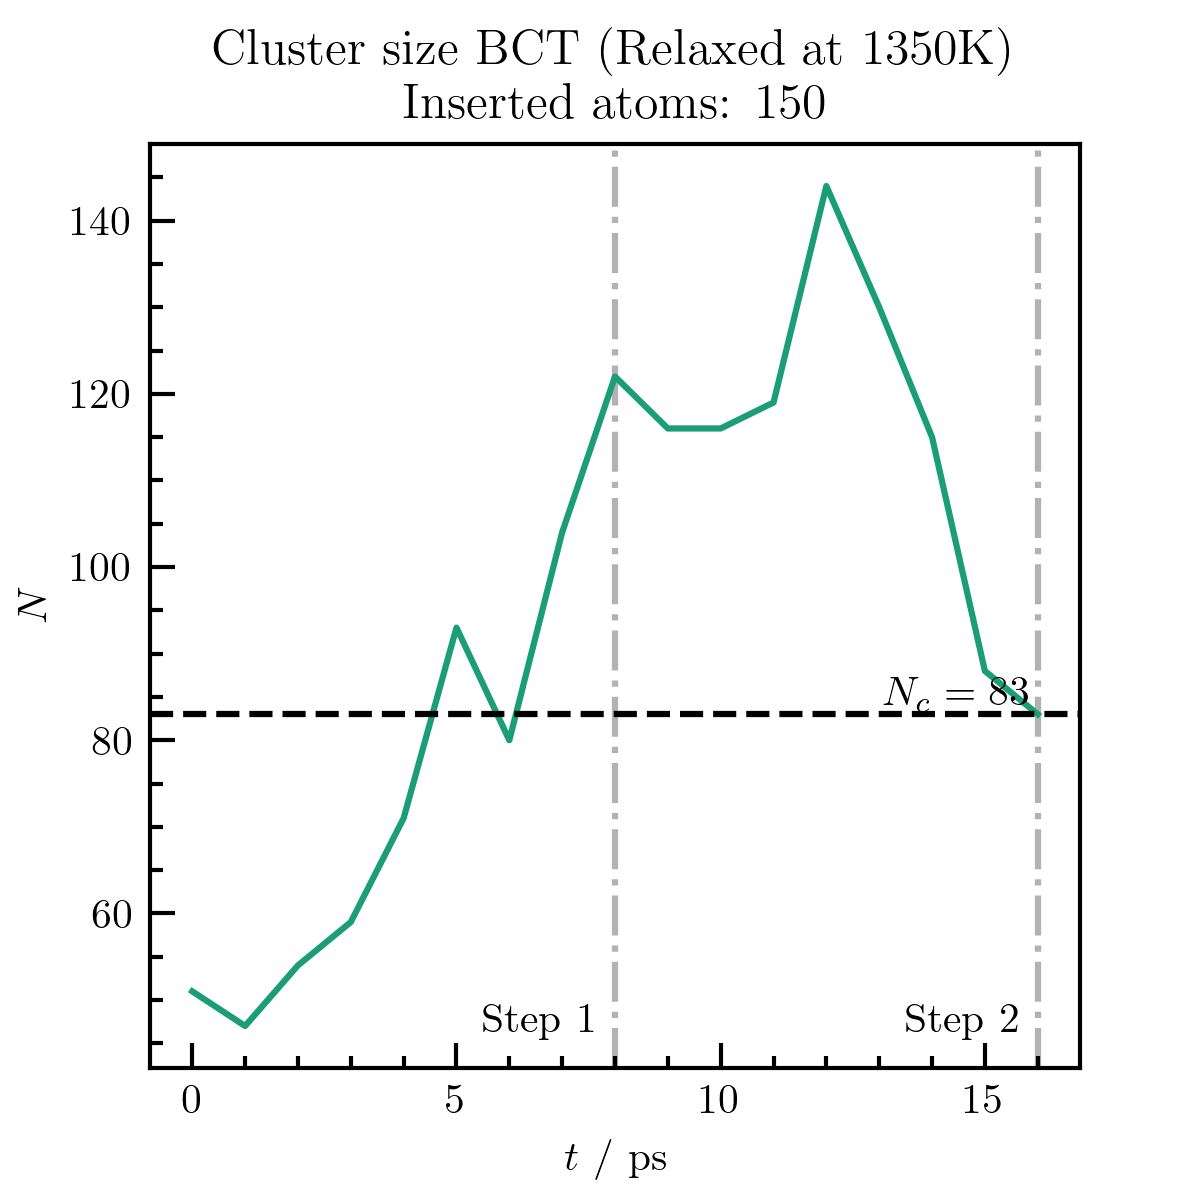 Cluster size BCT (Relaxed at 1350K)
Inserted atoms: 150
140
120
100
80
60
N
N_c = 83
Step 1
Step 2
0 5 10 15
t / ps